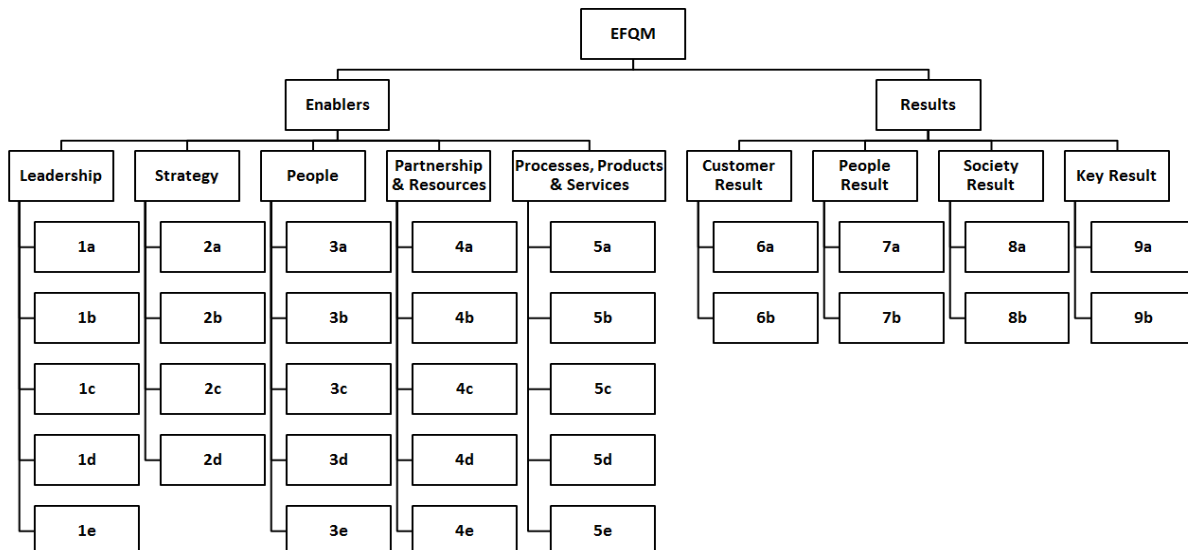 EFQM
Enablers
Results
Leadership
Strategy
People
Partnership
& Resources
Processes, Products
& Services
Customer
Result
People
Result
Society
Result
Key Result
1a
2a
3a
4a
5a
6a
7a
8a
9a
1b
2b
3b
4b
5b
6b
7b
8b
9b
1c
2c
3c
4c
5c
1d
2d
3d
4d
5d
1e
3e
4e
5e